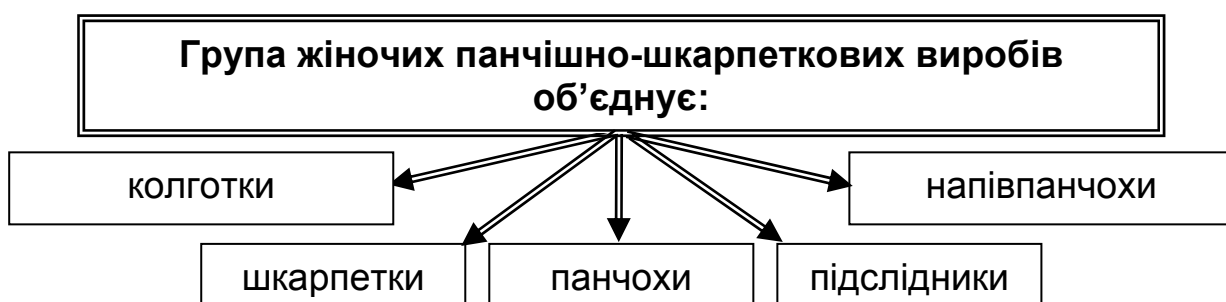 Група жіночих панчішно-шкарпеткових виробів
об’єднує:
колготки
напівпанчохи
шкарпетки
панчохи
підслідники